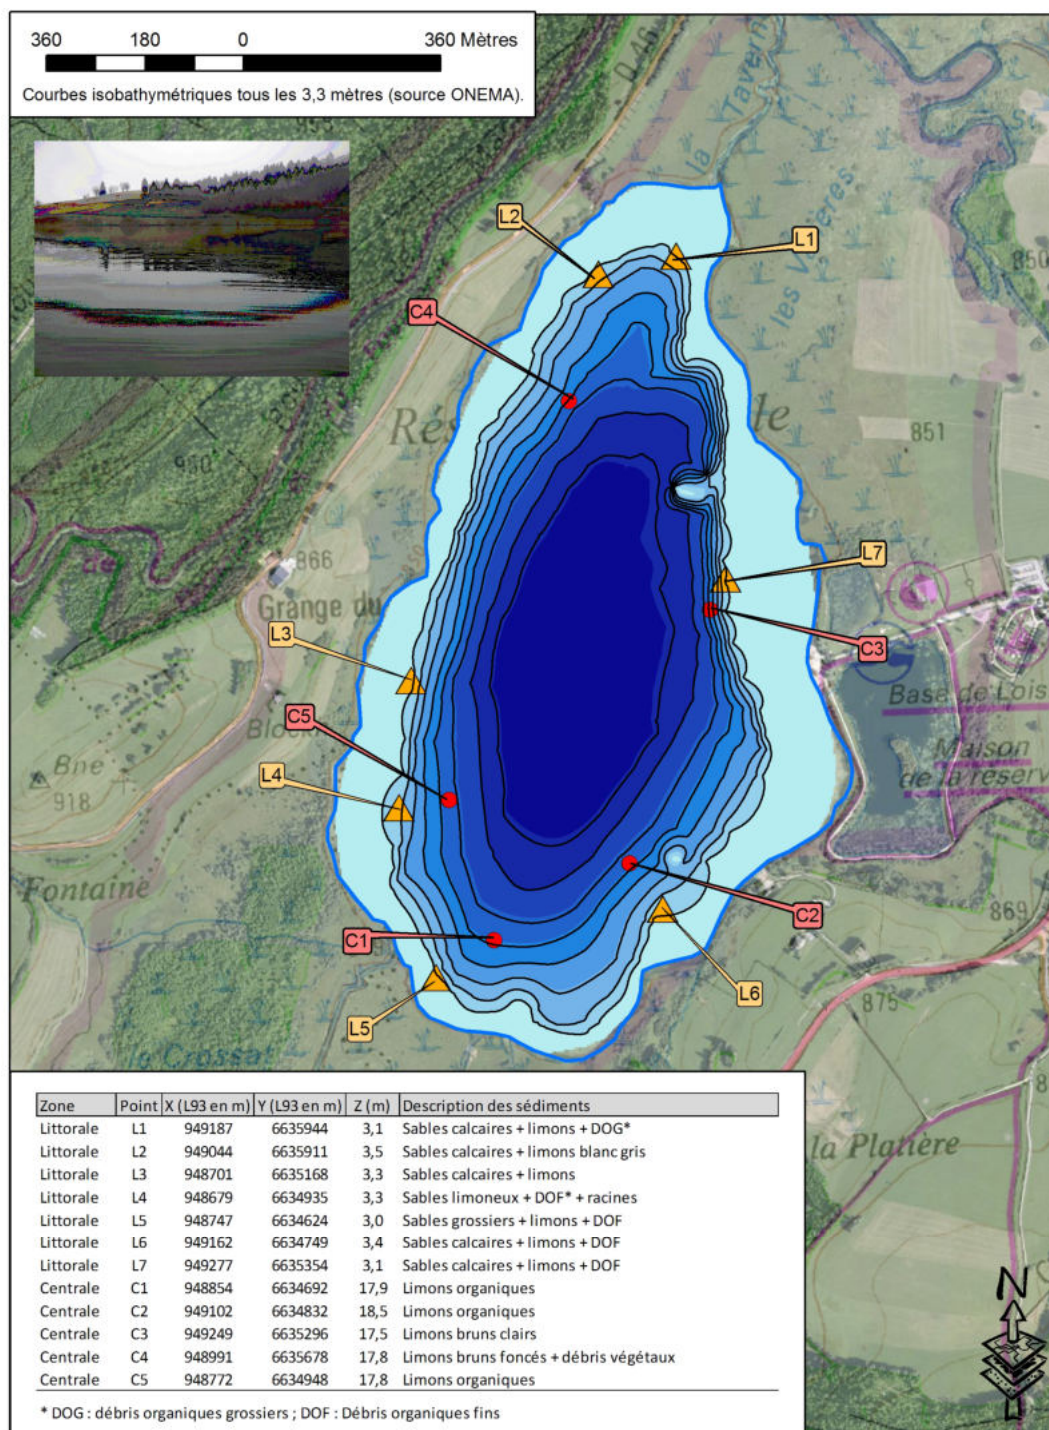 360 180 0 360 Mètres
Courbes isobathymétriques tous les 3,3 mètres (source ONEMA).
D 46
la Taverne
les V ières
850
L2
L1
C4
Rés le
851
950
866
Grange du
L7
L3
C3
C5
Base de Lois
Maison
de la réserve
L4
Bne
918
Fontaine
869
C2
C1
L6
L5
875
le Crossat
la Platière
N
Zone Point X (L93 en m) Y (L93 en m) Z (m) Description des sédiments
Littorale L1 949187 6635944 3,1 Sables calcaires + limons + DOG*
Littorale L2 949044 6635911 3,5 Sables calcaires + limons blanc gris
Littorale L3 948701 6635168 3,3 Sables calcaires + limons
Littorale L4 948679 6634935 3,3 Sables limoneux + DOF* + racines
Littorale L5 948747 6634624 3,0 Sables grossiers + limons + DOF
Littorale L6 949162 6634749 3,4 Sables calcaires + limons + DOF
Littorale L7 949277 6635354 3,1 Sables calcaires + limons + DOF
Centrale C1 948854 6634692 17,9 Limons organiques
Centrale C2 949102 6634832 18,5 Limons organiques
Centrale C3 949249 6635296 17,5 Limons bruns clairs
Centrale C4 948991 6635678 17,8 Limons bruns foncés + débris végétaux
Centrale C5 948772 6634948 17,8 Limons organiques
* DOG : débris organiques grossiers ; DOF : Débris organiques fins